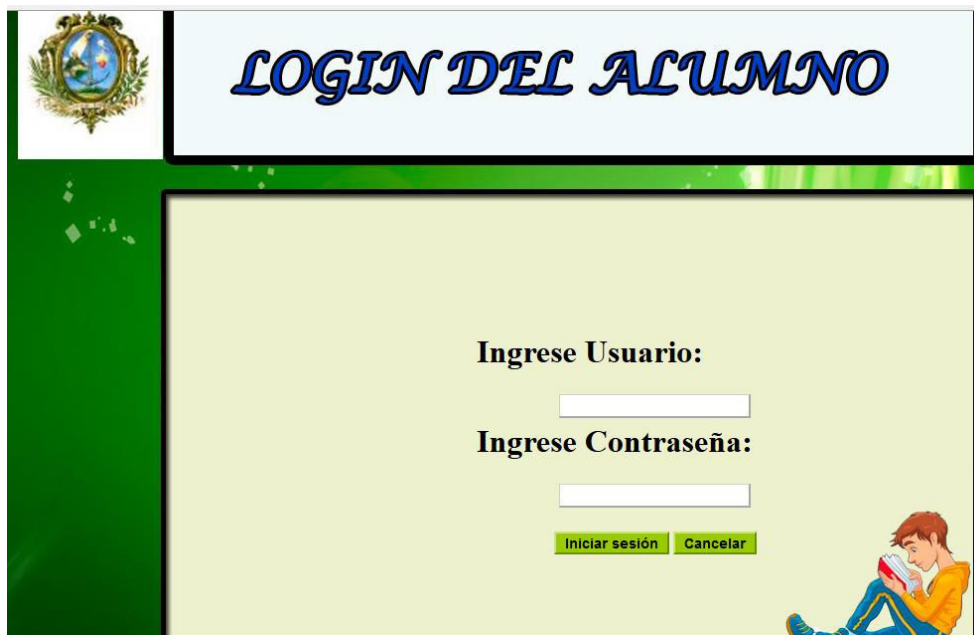 LOGIN DEL ALUMNO
Ingrese Usuario:
Ingrese Contraseña:
Iniciar sesión Cancelar